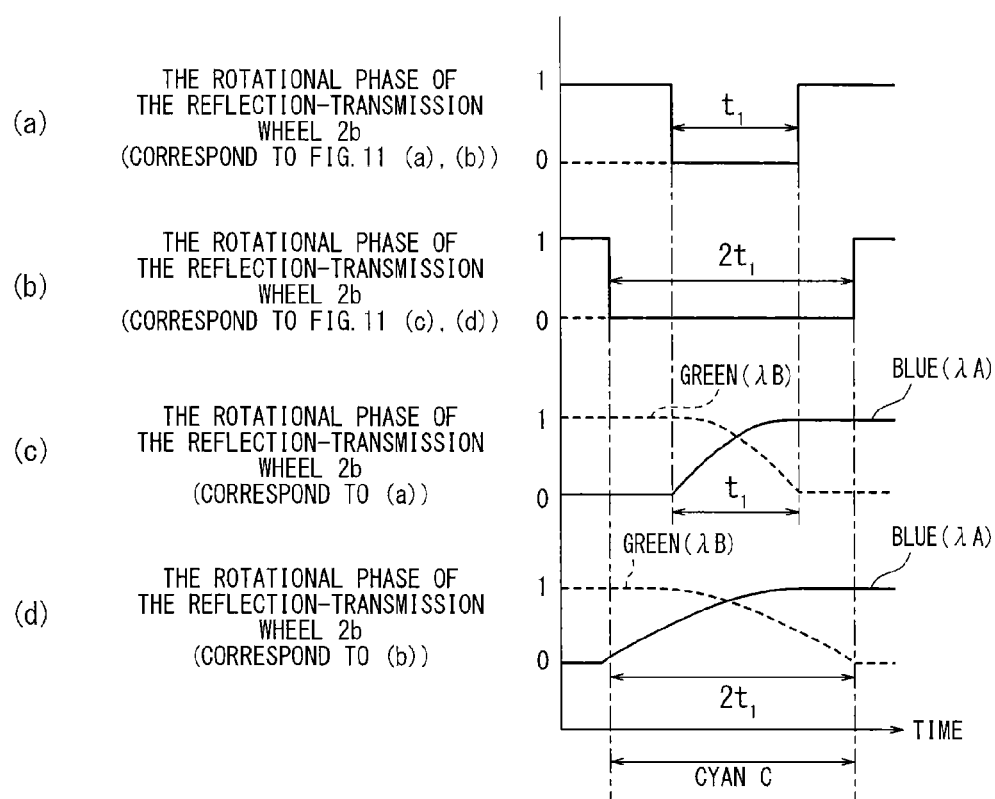 (a)
THE ROTATIONAL PHASE OF
THE REFLECTION-TRANSMISSION
WHEEL 2b
(CORRESPOND TO FIG. 11 (a), (b))
1
0
t₁
(b)
THE ROTATIONAL PHASE OF
THE REFLECTION-TRANSMISSION
WHEEL 2b
(CORRESPOND TO FIG. 11 (c), (d))
1
0
2t₁
(c)
THE ROTATIONAL PHASE OF
THE REFLECTION-TRANSMISSION
WHEEL 2b
(CORRESPOND TO (a))
1
0
GREEN(λB)
BLUE(λA)
t₁
(d)
THE ROTATIONAL PHASE OF
THE REFLECTION-TRANSMISSION
WHEEL 2b
(CORRESPOND TO (b))
1
0
GREEN(λB)
BLUE(λA)
2t₁
TIME
CYAN C